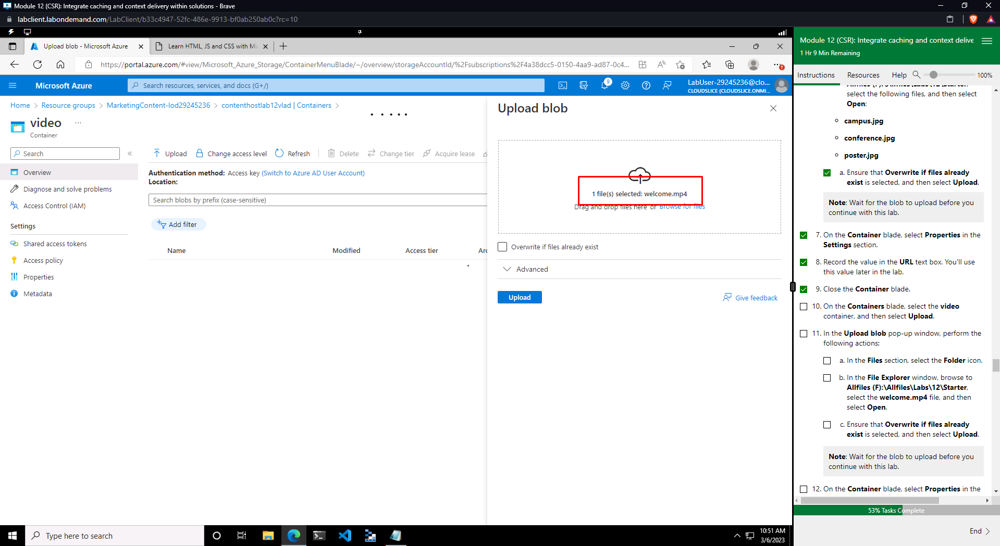 Module 12 (CSR): Integrate caching and context delivery within solutions - Brave
labclient.labondemand.com/LabClient/b33c4947-52fc-486e-9913-bf0ab250ab0c?rc=10
Upload blob - Microsoft Azure
Learn HTML, JS and CSS with Mic
https://portal.azure.com/#view/Microsoft_Azure_Storage/ContainerMenuBlade/~/overview/storageAccountId/%2Fsubscriptions%2F4a38dcc5-0150-4aa9-ad87-0c4...
Microsoft Azure
Search resources, services, and docs (G+/)
9
LabUser-29245236@clo...
CLOUDSLICE (CLOUDSLICE.ONMI...
Home > Resource groups > MarketingContent-lod29245236 > contenthostlab12vlad | Containers >
video ...
Container
Search
«
Overview
Diagnose and solve problems
Access Control (IAM)
Settings
Shared access tokens
Access policy
Properties
Metadata
Upload
Change access level
Refresh
Delete
Change tier
Acquire lease
Authentication method: Access key (Switch to Azure AD User Account)
Location:
Search blobs by prefix (case-sensitive)
Add filter
Name
Modified
Access tier
Arc
Upload blob
1 file(s) selected: welcome.mp4
Drag and drop files here or Browse for files
Overwrite if files already exist
Advanced
Upload
Give feedback
Module 12 (CSR): Integrate caching and context delive
1 Hr 9 Min Remaining
Instructions
Resources
Help
100%
Allfiles (F):\Allfiles\Labs\12\Starter,
select the following files, and then select
Open:
campus.jpg
conference.jpg
poster.jpg
a. Ensure that Overwrite if files already
exist is selected, and then select Upload.
Note: Wait for the blob to upload before you
continue with this lab.
7. On the Container blade, select Properties in the
Settings section.
8. Record the value in the URL text box. You'll use
this value later in the lab.
9. Close the Container blade.
10. On the Containers blade, select the video
container, and then select Upload.
11. In the Upload blob pop-up window, perform the
following actions:
a. In the Files section, select the Folder icon.
b. In the File Explorer window, browse to
Allfiles (F):\Allfiles\Labs\12\Starter,
select the welcome.mp4 file, and then
select Open.
c. Ensure that Overwrite if files already
exist is selected, and then select Upload.
Note: Wait for the blob to upload before you
continue with this lab.
12. On the Container blade, select Properties in the
53% Tasks Complete
End >
Type here to search
10:51 AM
3/6/2023